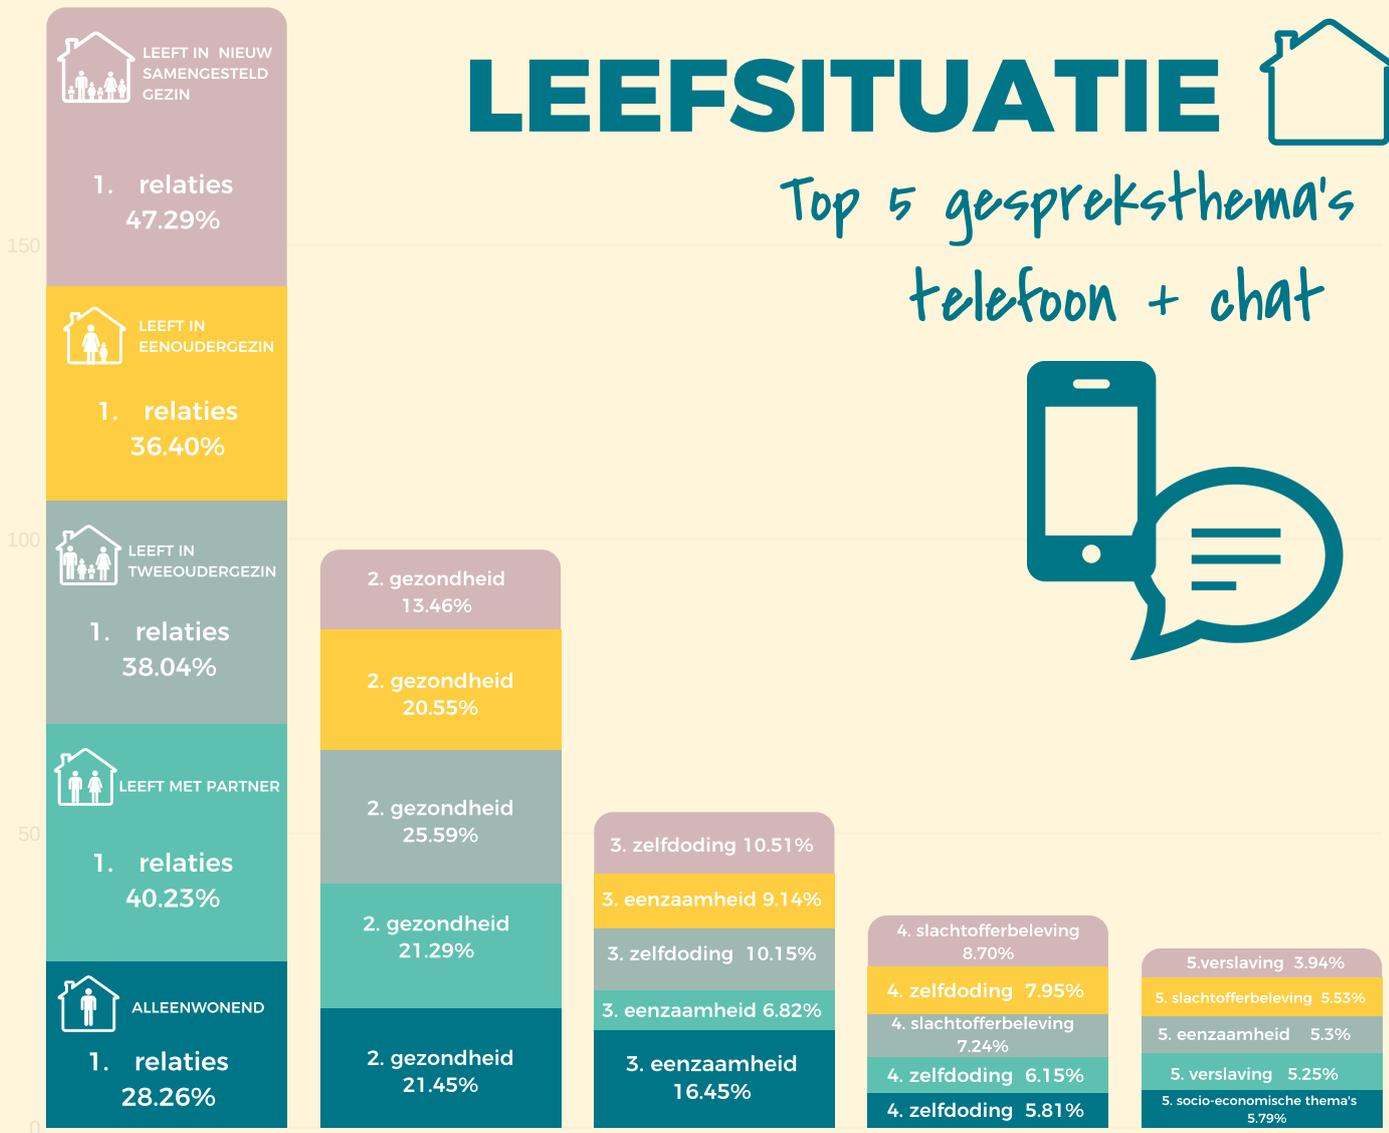 LEEFSITUATIE
Top 5 gespreksthema's
telefoon + chat
150
100
50
0
LEEFT IN NIEUW
SAMENGESTELD
GEZIN
1. relaties
47.29%
LEEFT IN
EENOUDERGEZIN
1. relaties
36.40%
LEEFT IN
TWEEOUDERGEZIN
1. relaties
38.04%
LEEFT MET PARTNER
1. relaties
40.23%
ALLEENWONEND
1. relaties
28.26%
2. gezondheid
13.46%
2. gezondheid
20.55%
2. gezondheid
25.59%
2. gezondheid
21.29%
2. gezondheid
21.45%
3. zelfdoding 10.51%
3. eenzaamheid 9.14%
3. zelfdoding 10.15%
3. eenzaamheid 6.82%
3. eenzaamheid
16.45%
4. slachtofferbeleving
8.70%
4. zelfdoding 7.95%
4. slachtofferbeleving
7.24%
4. zelfdoding 6.15%
4. zelfdoding 5.81%
5.verslaving 3.94%
5. slachtofferbeleving 5.53%
5. eenzaamheid 5.3%
5. verslaving 5.25%
5. socio-economische thema's
5.79%